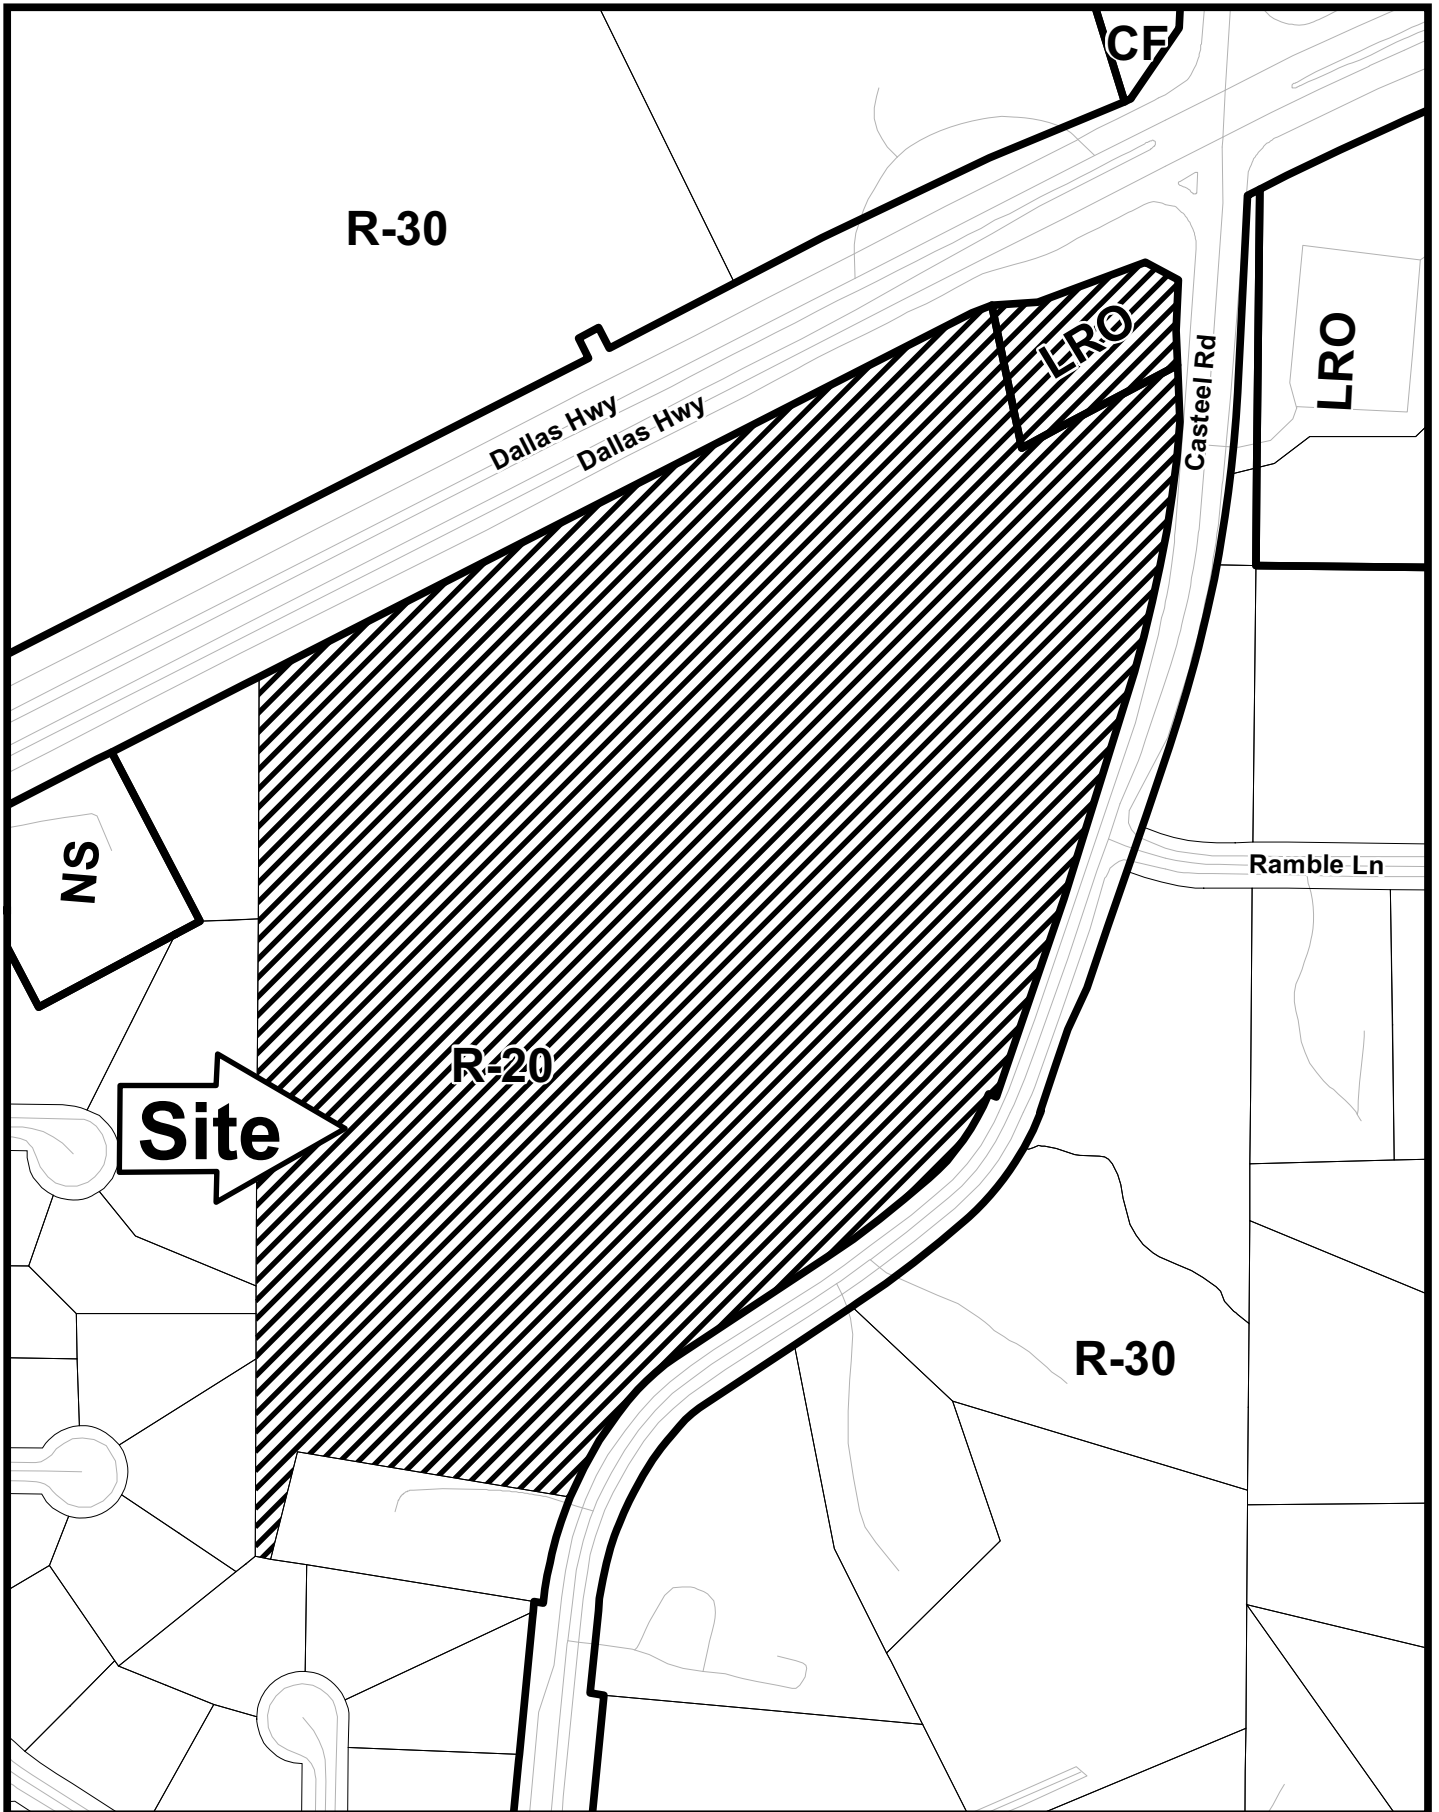 CF
R-30
LRO
LRO
Casteel Rd
Dallas Hwy
Dallas Hwy
NS
Ramble Ln
R-20
Site
R-30